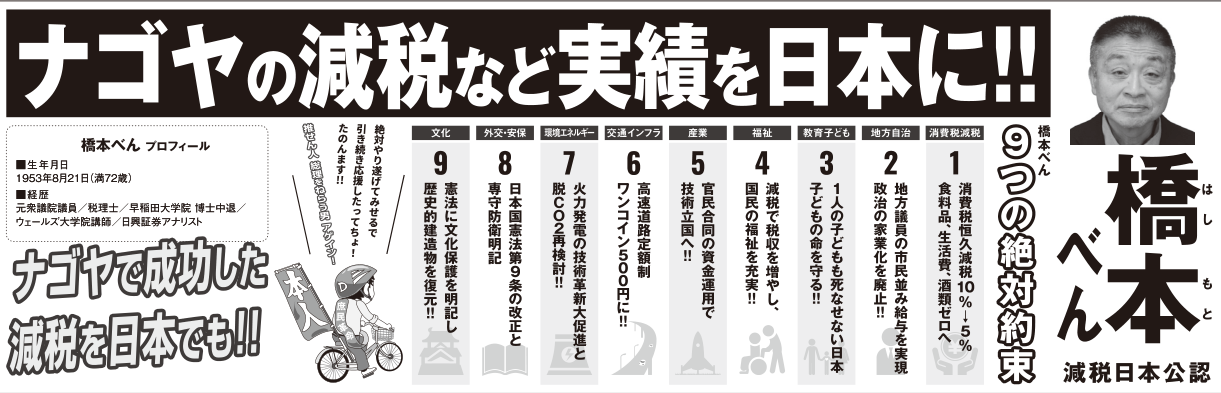 ナゴヤの減税など実績を日本に!!
橋本べん
はしもと
減税日本公認
橋本べん
9つの絶対約束
消費税減税
1
消費税恒久減税10%→5%
食料品、生活費、酒類ゼロへ
地方自治
2
地方議員の市民並み給与を実現
政治の家業化を廃止!!
教育子ども
3
1人の子どもも死なせない日本
子どもの命を守る!!
福祉
4
減税で税収を増やし、
県民の福祉を充実!!
産業
5
官民合同の資金運用で
技術立国へ!!
交通インフラ
6
高速道路定額制
ワンコイン500円に!!
環境エネルギー
7
火力発電の技術革新大促進と
脱CO2再検討!!
外交・安保
8
日本国憲法第9条の改正と
専守防衛明記
文化
9
憲法に文化保護を明記し
歴史的建造物を復元!!
絶対やり遂げてみせるで
引き続き応援したってちょ!
たのんます!!
推せん人 総理をねらう男 アゲイン!
本人
D
庶民
橋本べん プロフィール
■生年月日
1953年8月21日(満72歳)
■経歴
元衆議院議員/税理士/早稲田大学院 博士中退/
ウェールズ大学院講師/日興証券アナリスト
ナゴヤで成功した
減税を日本でも!!